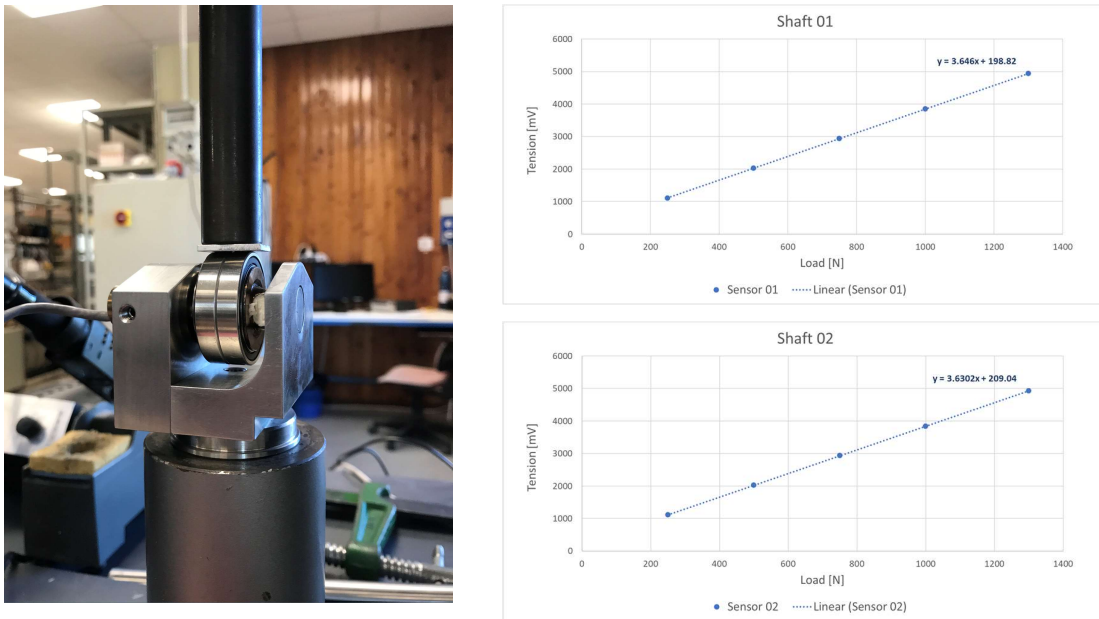 Shaft 01
y = 3.646x + 198.82
Tension [mV]
6000
5000
4000
3000
2000
1000
0
0 200 400 600 800 1000 1200 1400
Load [N]
Sensor 01 Linear (Sensor 01)
Shaft 02
y = 3.6302x + 209.04
Tension [mV]
6000
5000
4000
3000
2000
1000
0
0 200 400 600 800 1000 1200 1400
Load [N]
Sensor 02 Linear (Sensor 02)